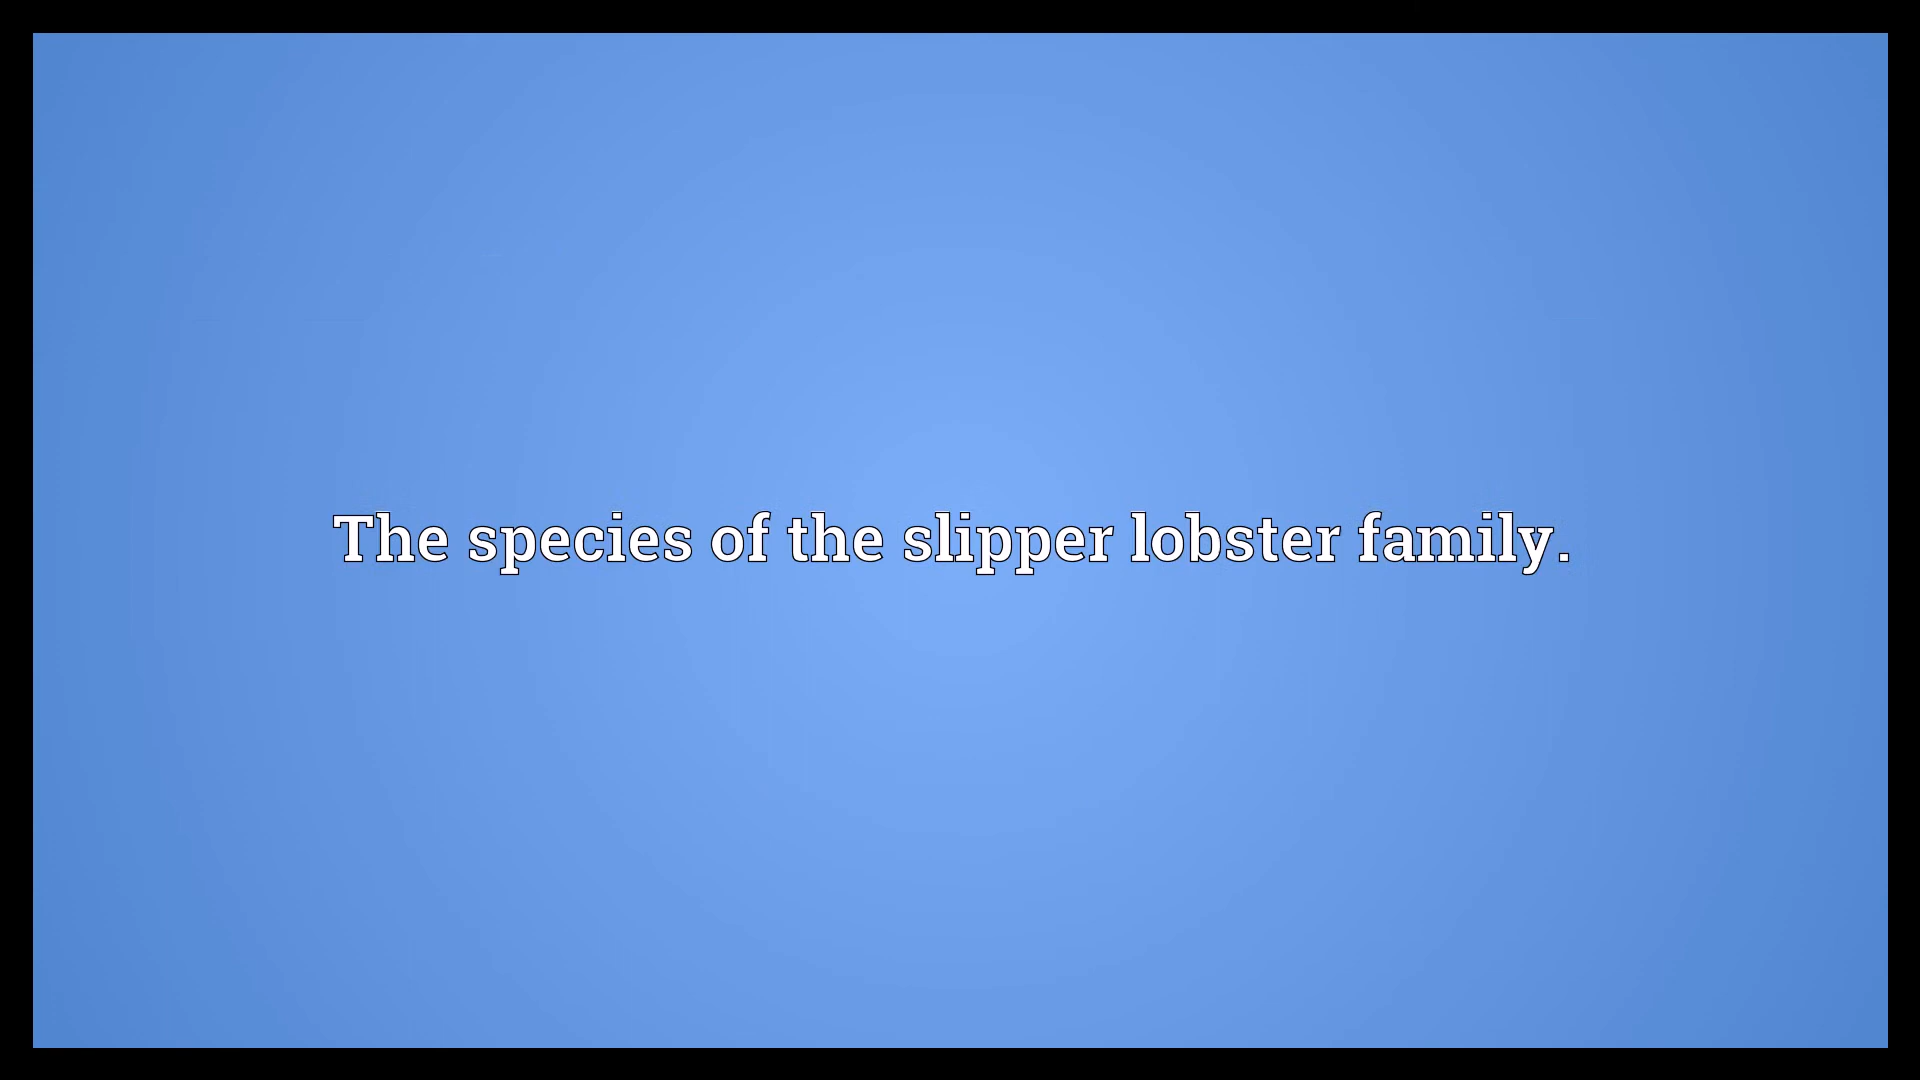 The species of the slipper lobster family.